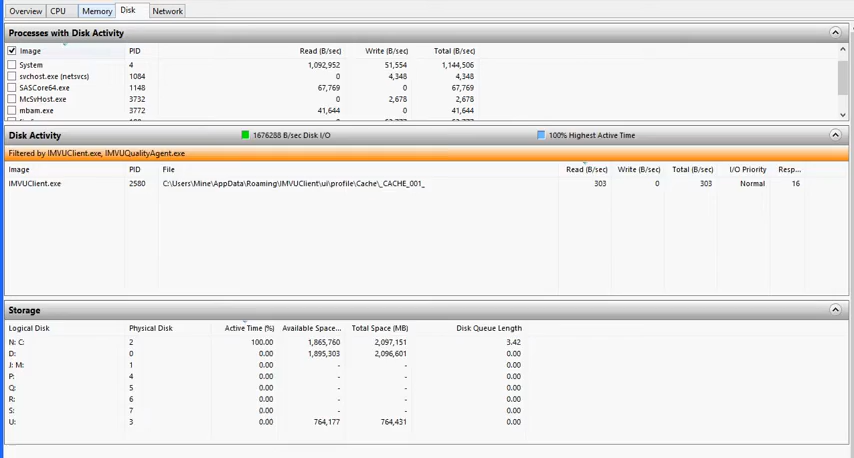 Overview CPU Memory Disk Network
Processes with Disk Activity
Image PID Read (B/sec) Write (B/sec) Total (B/sec)
System 4 1,092,952 51,554 1,144,506
svchost.exe (netsvcs) 1084 0 4,348 4,348
SASCore64.exe 1148 67,769 0 67,769
McSvHost.exe 3732 0 2,678 2,678
mbam.exe 3772 41,644 0 41,644
Disk Activity 1676288 B/sec Disk I/O 100% Highest Active Time
Filtered by IMVUClient.exe, IMVUQualityAgent.exe
Image PID File Read (B/sec) Write (B/sec) Total (B/sec) I/O Priority Resp...
IMVUClient.exe 2580 C:\Users\Mine\AppData\Roaming\IMVUClient\ui\profile\Cache\_CACHE_001_ 303 0 303 Normal 16
Storage
Logical Disk Physical Disk Active Time (%) Available Space... Total Space (MB) Disk Queue Length
N: C: 2 100.00 1,865,760 2,097,151 3.42
D: 0 0.00 1,895,303 2,096,601 0.00
J: M: 1 0.00 - - 0.00
P: 4 0.00 - - 0.00
Q: 5 0.00 - - 0.00
R: 6 0.00 - - 0.00
S: 7 0.00 - - 0.00
U: 3 0.00 764,177 764,431 0.00